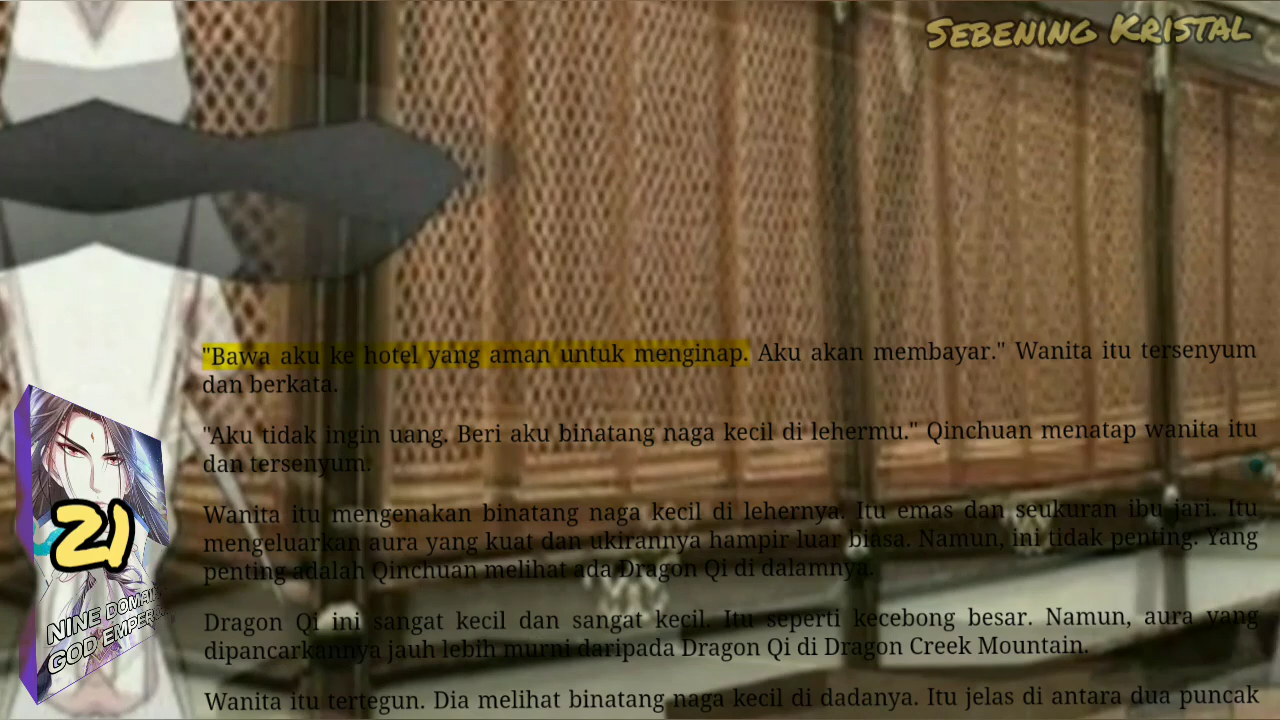 Sebening Kristal
"Bawa aku ke hotel yang aman untuk menginap. Aku akan membayar." Wanita itu tersenyum
dan berkata.
"Aku tidak ingin uang. Beri aku binatang naga kecil di lehermu." Qinchuan menatap wanita itu
dan tersenyum.
Wanita itu mengenakan binatang naga kecil di lehernya. Itu emas dan seukuran ibu jari. Itu
mengeluarkan aura yang kuat dan ukirannya hampir luar biasa. Namun, ini tidak penting. Yang
penting adalah Qinchuan melihat ada Dragon Qi di dalamnya.
Dragon Qi ini sangat kecil dan sangat kecil. Itu seperti kecebong besar. Namun, aura yang
dipancarkannya jauh lebih murni daripada Dragon Qi di Dragon Creek Mountain.
Wanita itu tertegun. Dia melihat binatang naga kecil di dadanya. Itu jelas di antara dua puncak
21
NINE DOMAIN
GOD EMPEROR